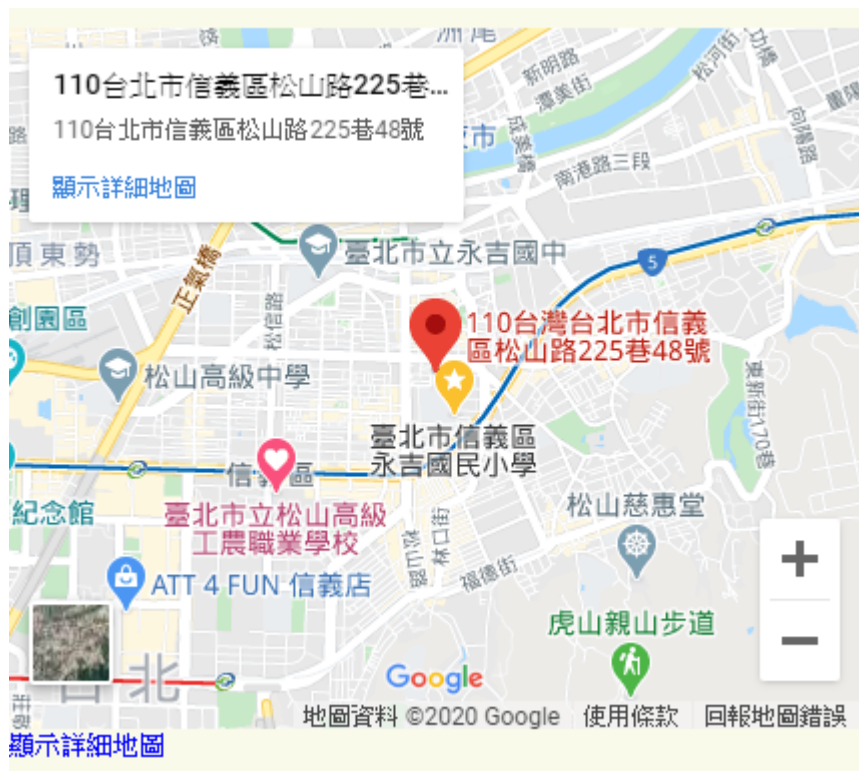 洲尾
110台北市信義區松山路225巷...
110台北市信義區松山路225巷48號
顯示詳細地圖
新明路
潭美街
成美橋
松河街
南港路三段
向陽路
夜市
頂東勢
正氣橋
臺北市立永吉國中
5
創園區
松信路
110台灣台北市信義
區松山路225巷48號
松山高級中學
東新街170巷
臺北市信義區
永吉國民小學
信義區
紀念館
臺北市立松山高級
工農職業學校
松山路
林口街
松山慈惠堂
福德街
ATT 4 FUN 信義店
虎山親山步道
+
−
台北
Google
地圖資料 ©2020 Google
使用條款
回報地圖錯誤
顯示詳細地圖